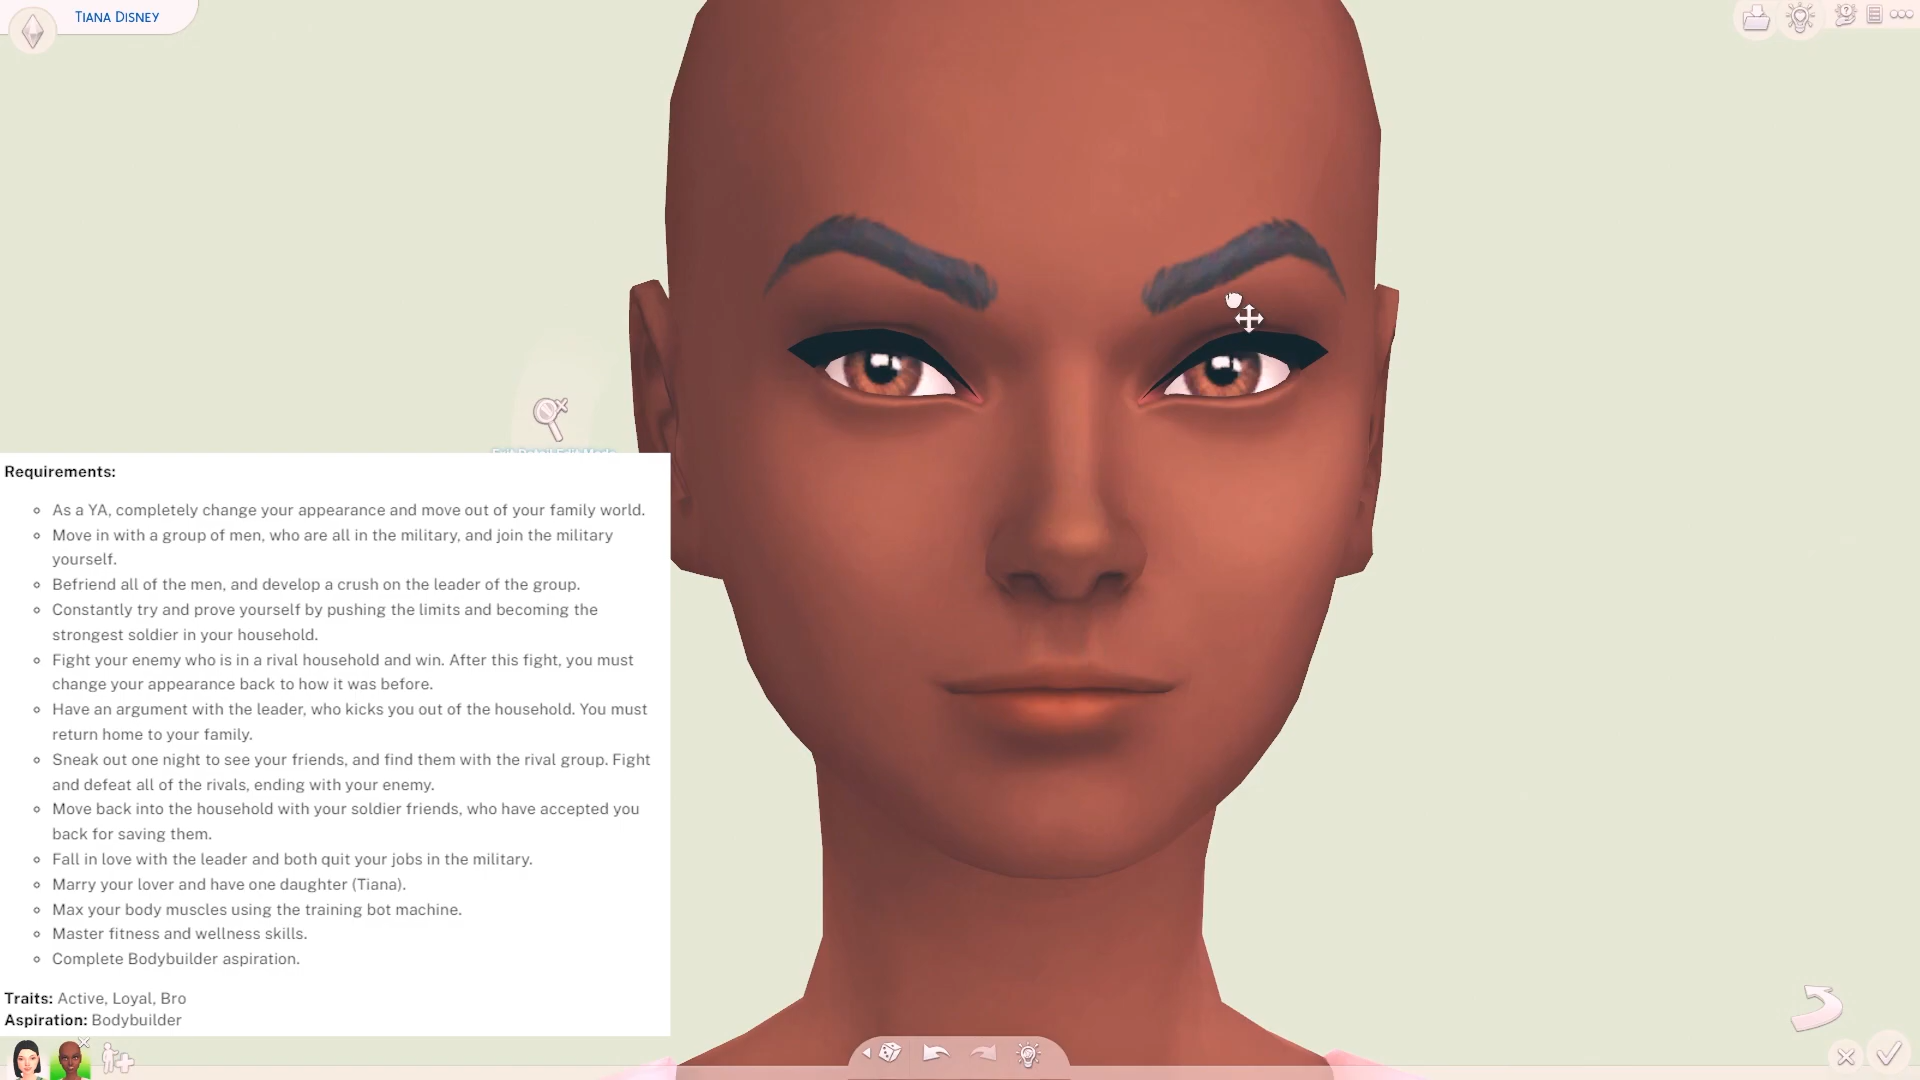 TIANA DISNEY
Requirements:
As a YA, completely change your appearance and move out of your family world.
Move in with a group of men, who are all in the military, and join the military
yourself.
Befriend all of the men, and develop a crush on the leader of the group.
Constantly try and prove yourself by pushing the limits and becoming the
strongest soldier in your household.
Fight your enemy who is in a rival household and win. After this fight, you must
change your appearance back to how it was before.
Have an argument with the leader, who kicks you out of the household. You must
return home to your family.
Sneak out one night to see your friends, and find them with the rival group. Fight
and defeat all of the rivals, ending with your enemy.
Move back into the household with your soldier friends, who have accepted you
back for saving them.
Fall in love with the leader and both quit your jobs in the military.
Marry your lover and have one daughter (Tiana).
Max your body muscles using the training bot machine.
Master fitness and wellness skills.
Complete Bodybuilder aspiration.
Traits: Active, Loyal, Bro
Aspiration: Bodybuilder